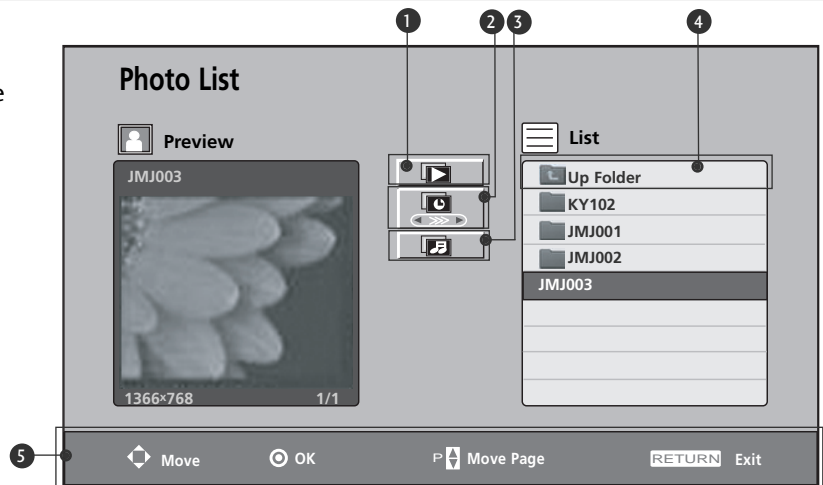 1 2 3 4
e
Photo List
Preview
List
JMJ003
Up Folder
KY102
JMJ001
JMJ002
JMJ003
1366×768 1/1
5
Move OK P Move Page RETURN Exit